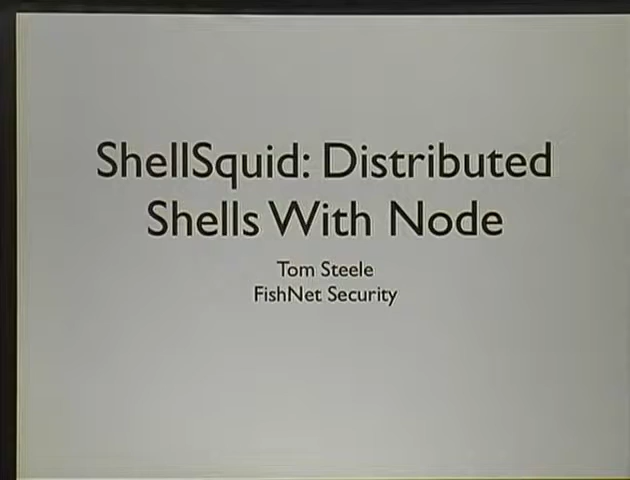 ShellSquid: Distributed
Shells With Node
Tom Steele
FishNet Security